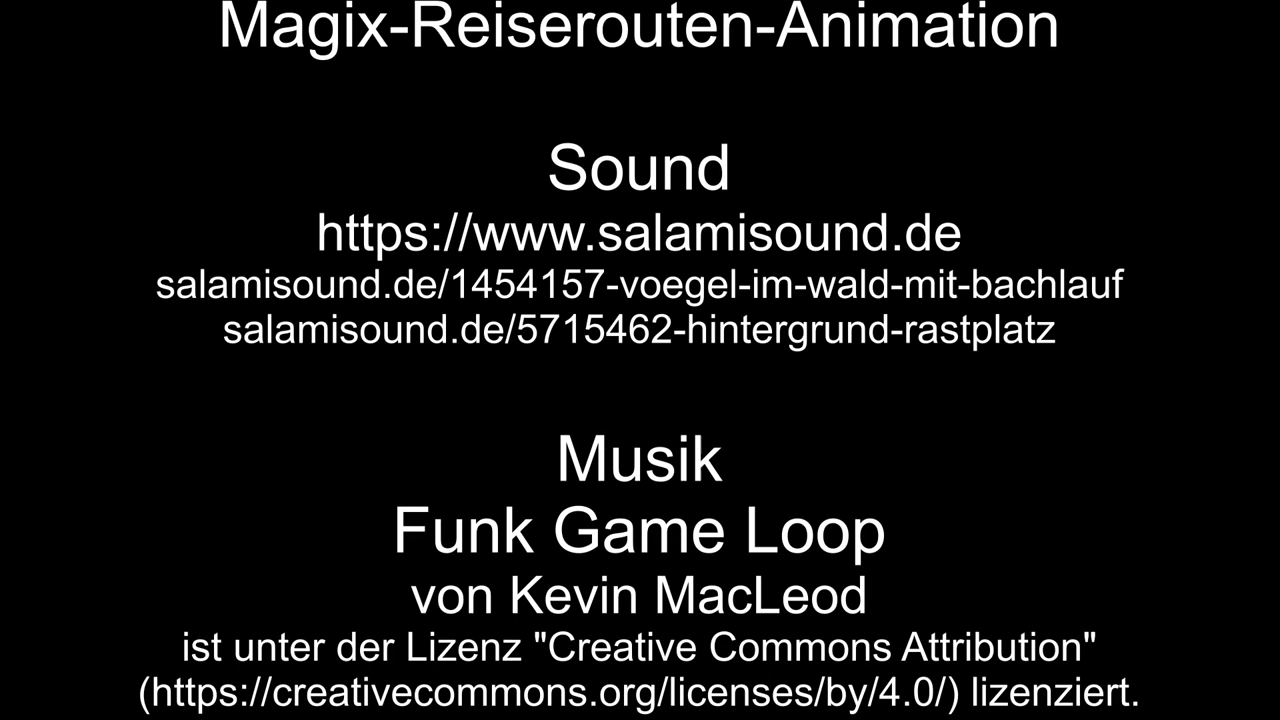 Magix-Reiserouten-Animation
Sound
https://www.salamisound.de
salamisound.de/1454157-voegel-im-wald-mit-bachlauf
salamisound.de/5715462-hintergrund-rastplatz
Musik
Funk Game Loop
von Kevin MacLeod
ist unter der Lizenz "Creative Commons Attribution"
(https://creativecommons.org/licenses/by/4.0/) lizenziert.